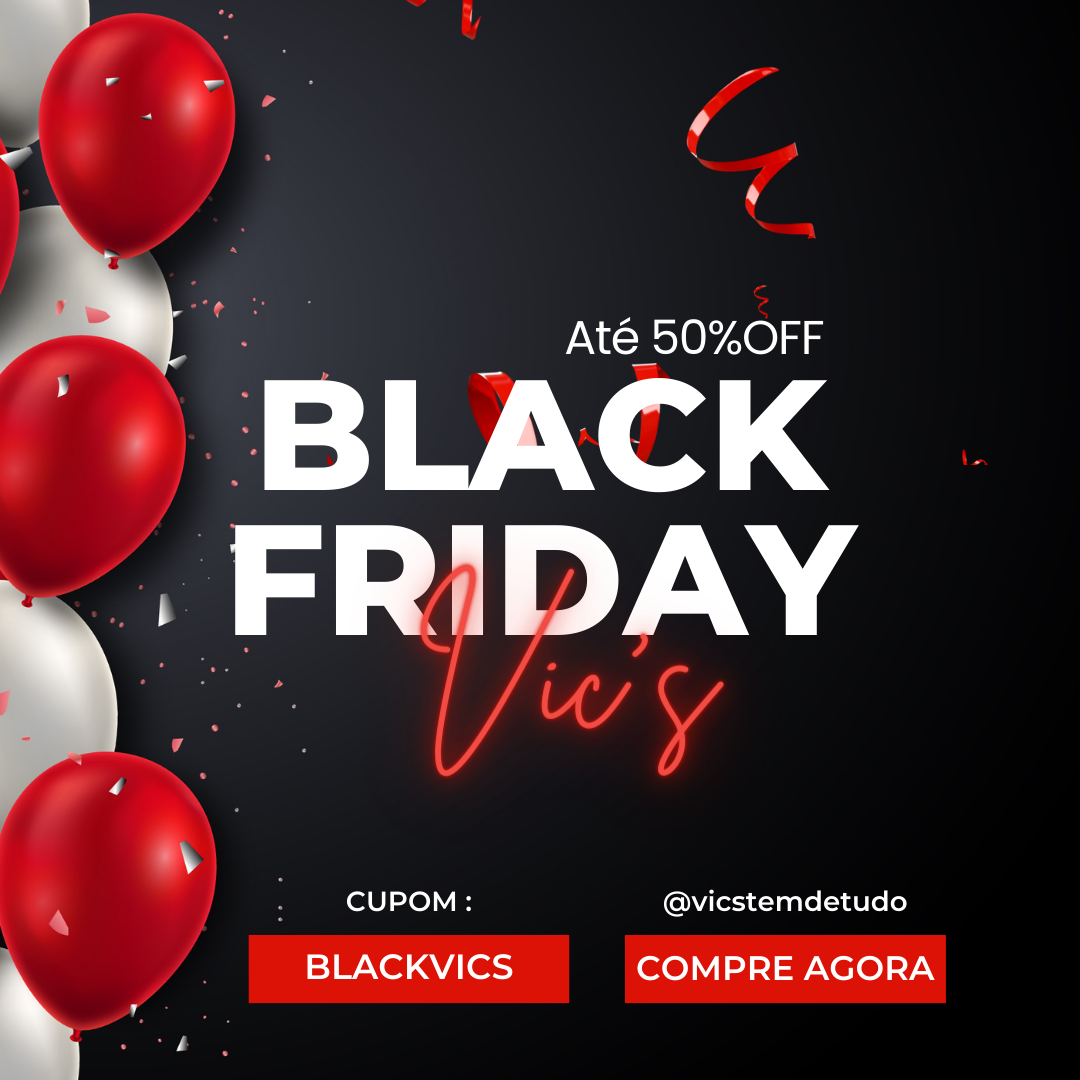 Até 50%OFF
BLACK
FRIDAY
Vic's
CUPOM :
BLACKVICS
@vicstemdetudo
COMPRE AGORA